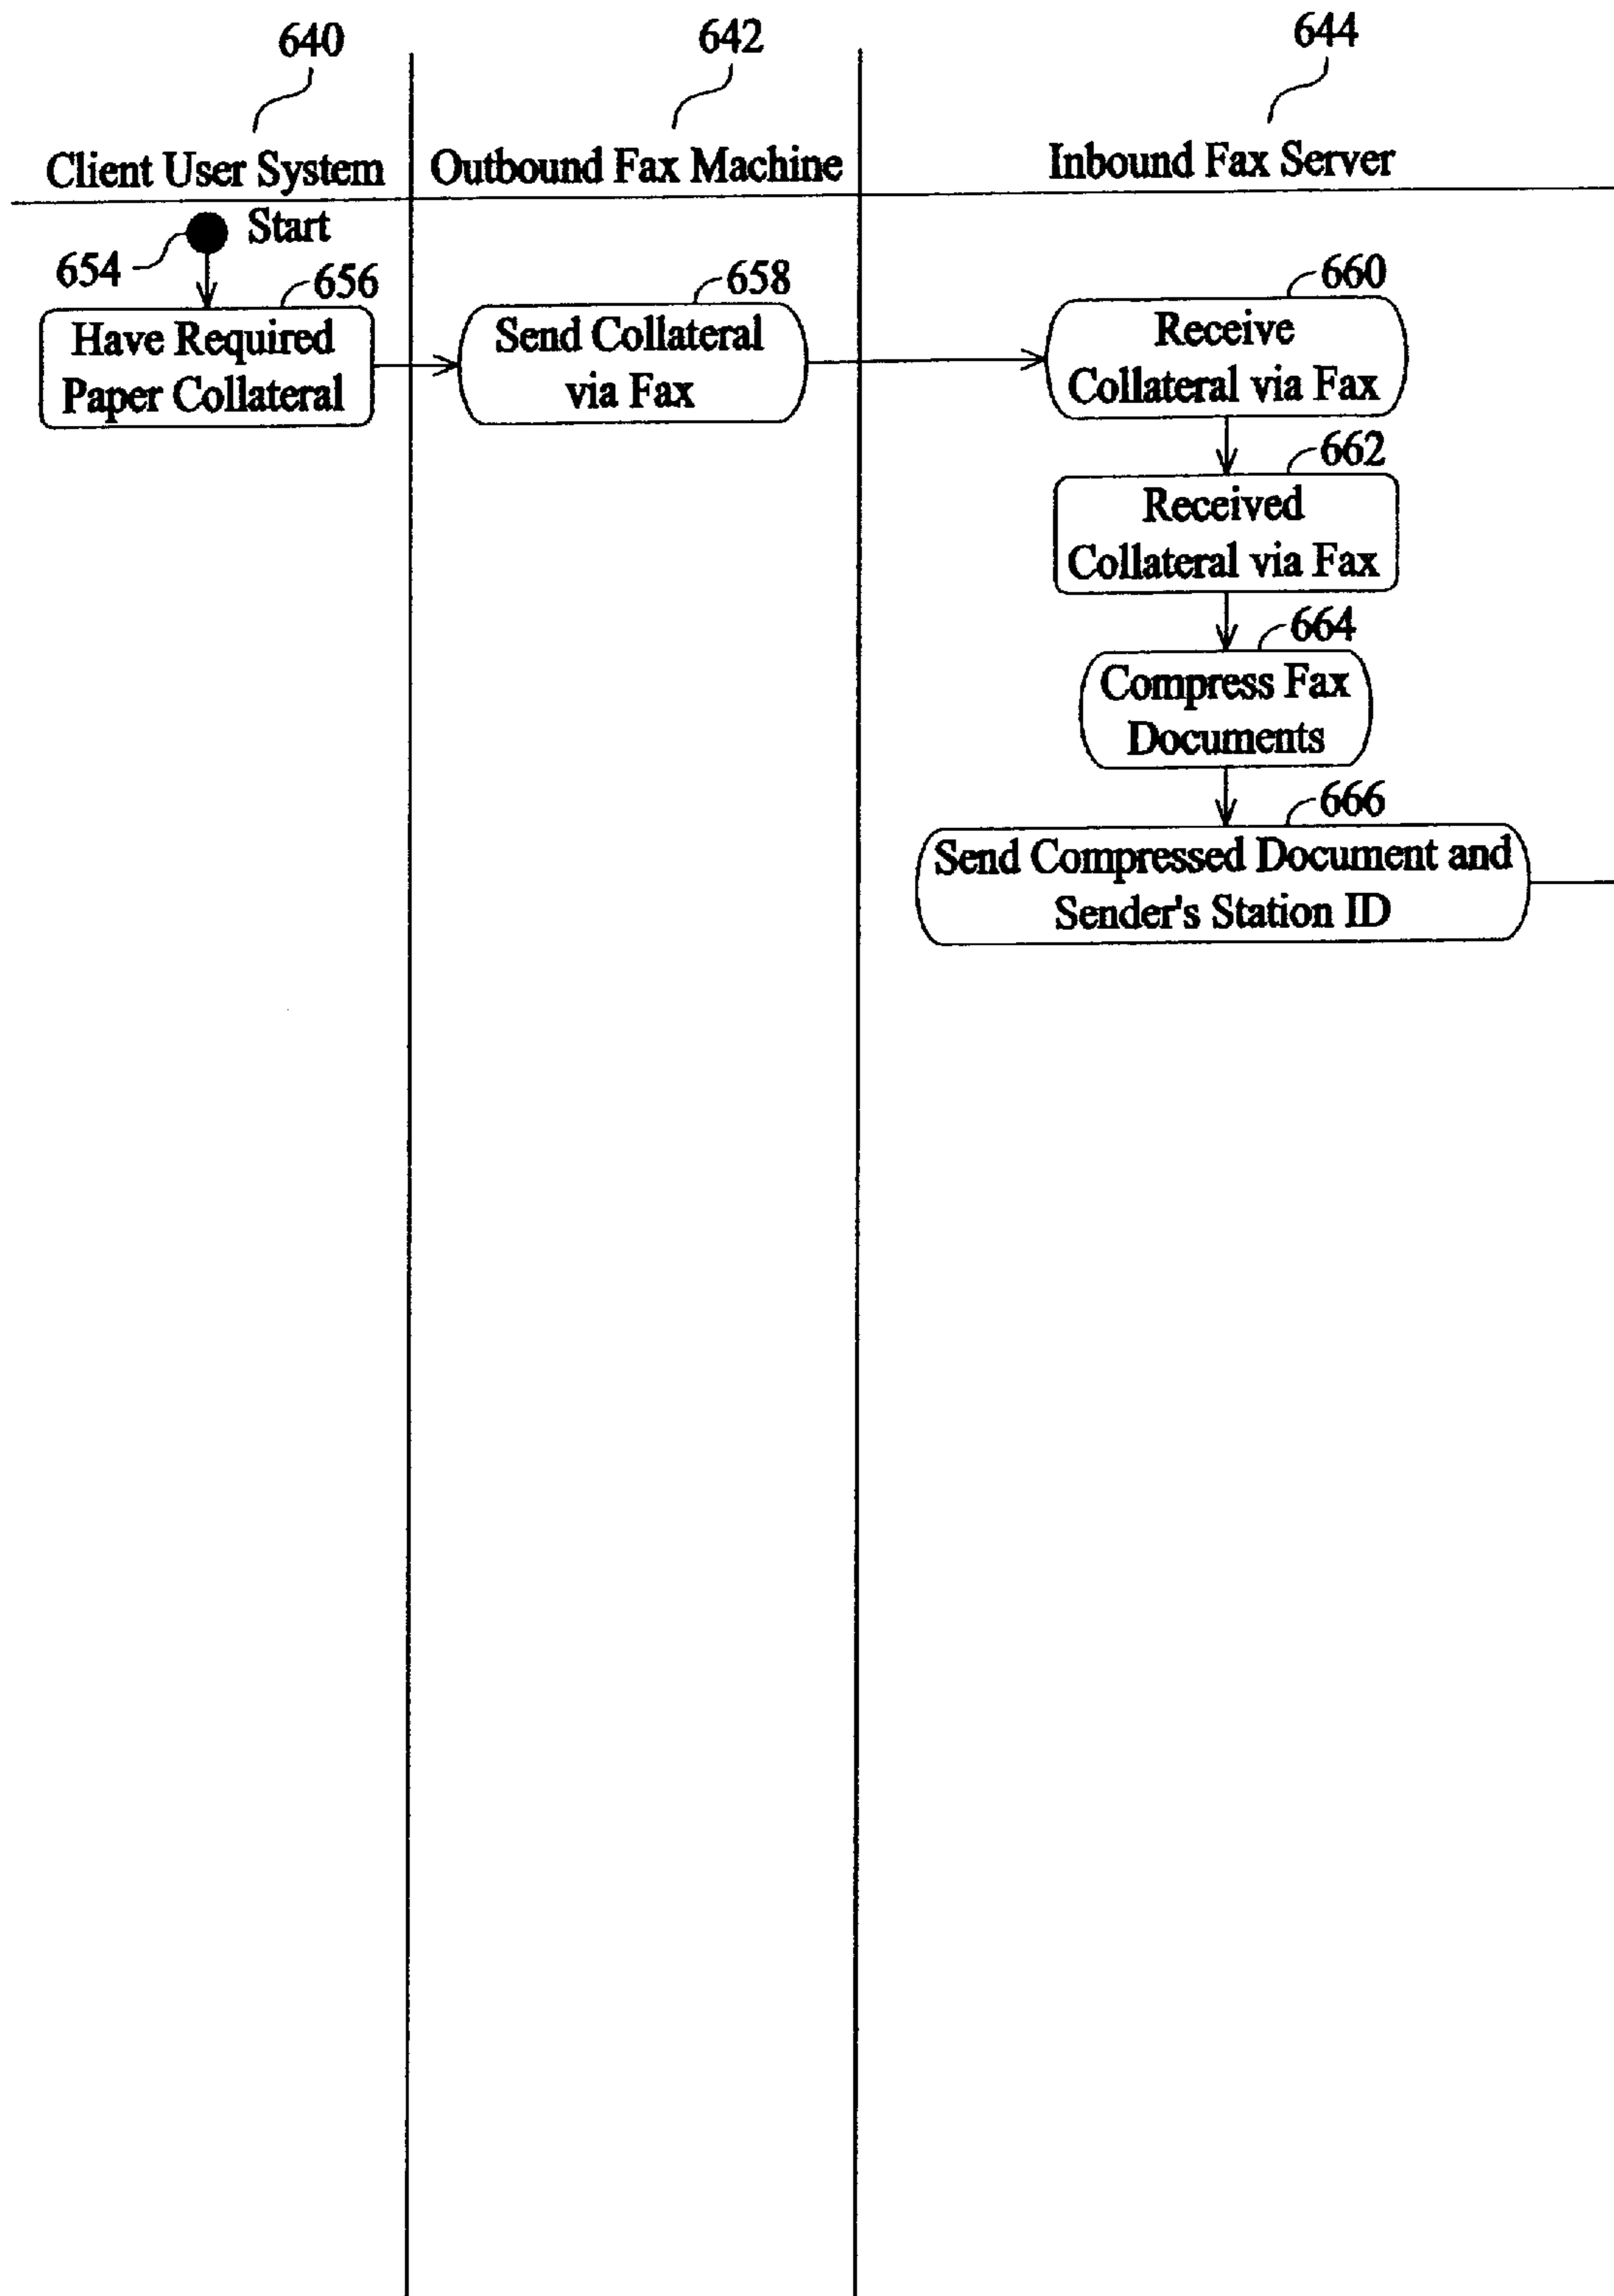 640
642
644
Client User System
Outbound Fax Machine
Inbound Fax Server
Start
654
656
658
660
Have Required
Paper Collateral
Send Collateral
via Fax
Receive
Collateral via Fax
662
Received
Collateral via Fax
664
Compress Fax
Documents
666
Send Compressed Document and
Sender's Station ID